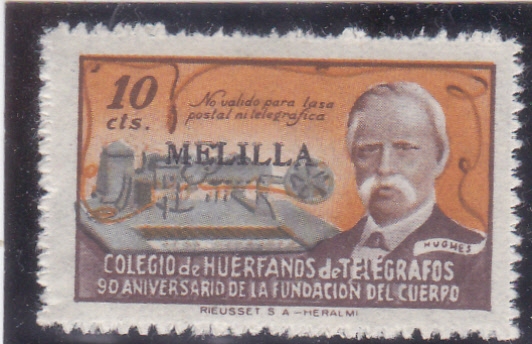 10
cts.
No valido para tasa
postal ni telegrafica
MELILLA
HUGHES
COLEGIO de HUERFANOS de TELEGRAFOS
90 ANIVERSARIO DE LA FUNDACION DEL CUERPO
RIEUSSET S A - HERALMI